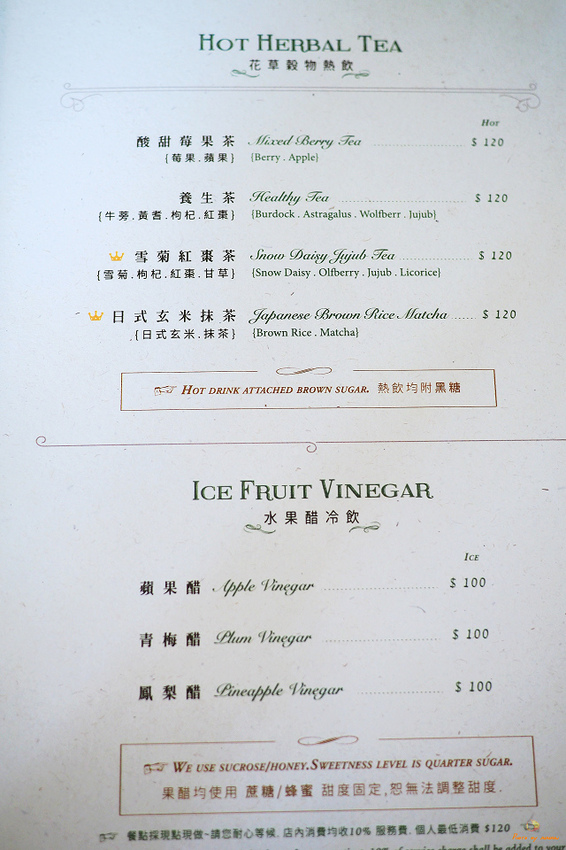 HOT HERBAL TEA
花草穀物熱飲
HOT
酸甜莓果茶 Mixed Berry Tea $ 120
{莓果.蘋果} {Berry . Apple}
養生茶 Healthy Tea $ 120
{牛蒡.黃耆.枸杞.紅棗} {Burdock . Astragalus . Wolfberr . Jujub}
雪菊紅棗茶 Snow Daisy Jujub Tea $ 120
{雪菊.枸杞.紅棗.甘草} {Snow Daisy . Olfberry . Jujub . Licorice}
日式玄米抹茶 Japanese Brown Rice Matcha $ 120
{日式玄米.抹茶} {Brown Rice . Matcha}
HOT DRINK ATTACHED BROWN SUGAR. 熱飲均附黑糖
ICE FRUIT VINEGAR
水果醋冷飲
ICE
蘋果醋 Apple Vinegar $ 100
青梅醋 Plum Vinegar $ 100
鳳梨醋 Pineapple Vinegar $ 100
WE USE SUCROSE/HONEY.SWEETNESS LEVEL IS QUARTER SUGAR.
果醋均使用 蔗糖/蜂蜜 甜度固定,恕無法調整甜度.
餐點採現點現做~請您耐心等候. 店內消費均收10% 服務費. 個人最低消費 $120
shall be added to your